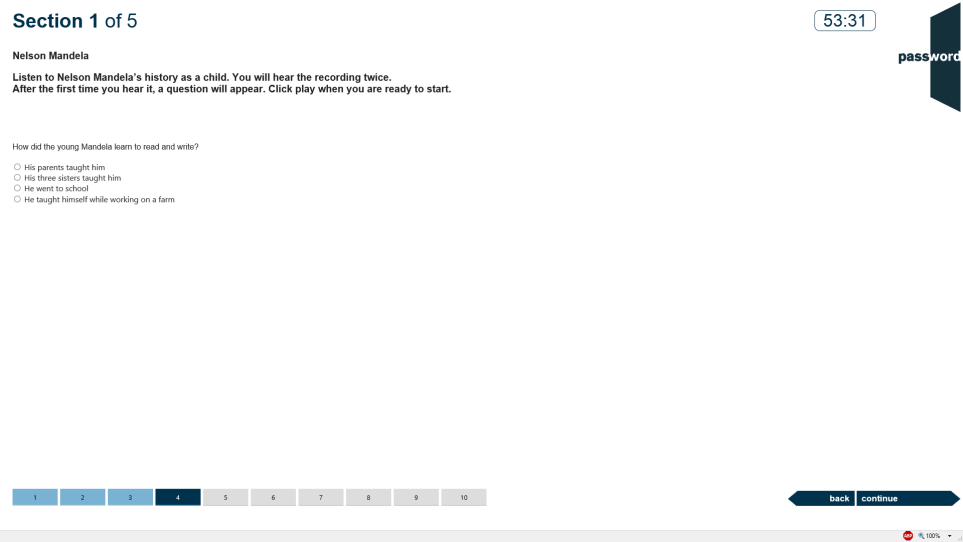 Section 1 of 5
53:31
password
Nelson Mandela
Listen to Nelson Mandela's history as a child. You will hear the recording twice.
After the first time you hear it, a question will appear. Click play when you are ready to start.
How did the young Mandela learn to read and write?
His parents taught him
His three sisters taught him
He went to school
He taught himself while working on a farm
1 2 3 4 5 6 7 8 9 10
back continue
ABP 100%